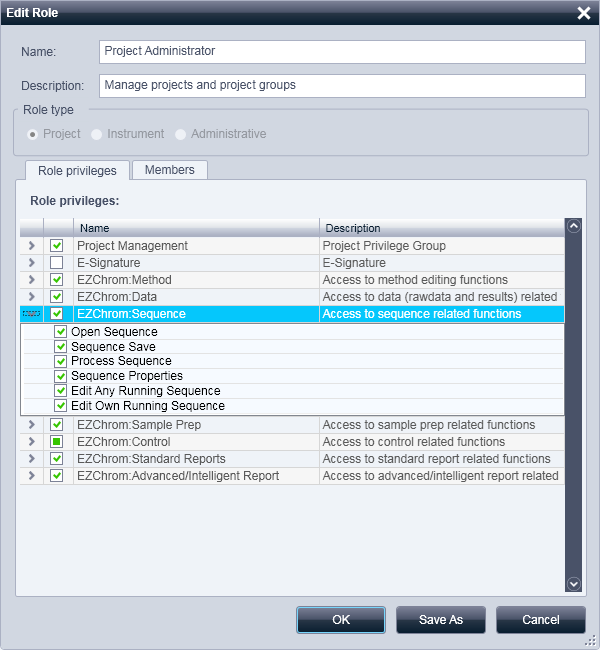 Edit Role
Name: Project Administrator
Description: Manage projects and project groups
Role type
Project Instrument Administrative
Role privileges Members
Role privileges:
Name Description
Project Management Project Privilege Group
E-Signature E-Signature
EZChrom:Method Access to method editing functions
EZChrom:Data Access to data (rawdata and results) related
EZChrom:Sequence Access to sequence related functions
Open Sequence
Sequence Save
Process Sequence
Sequence Properties
Edit Any Running Sequence
Edit Own Running Sequence
EZChrom:Sample Prep Access to sample prep related functions
EZChrom:Control Access to control related functions
EZChrom:Standard Reports Access to standard report related functions
EZChrom:Advanced/Intelligent Report Access to advanced/intelligent report related
OK Save As Cancel